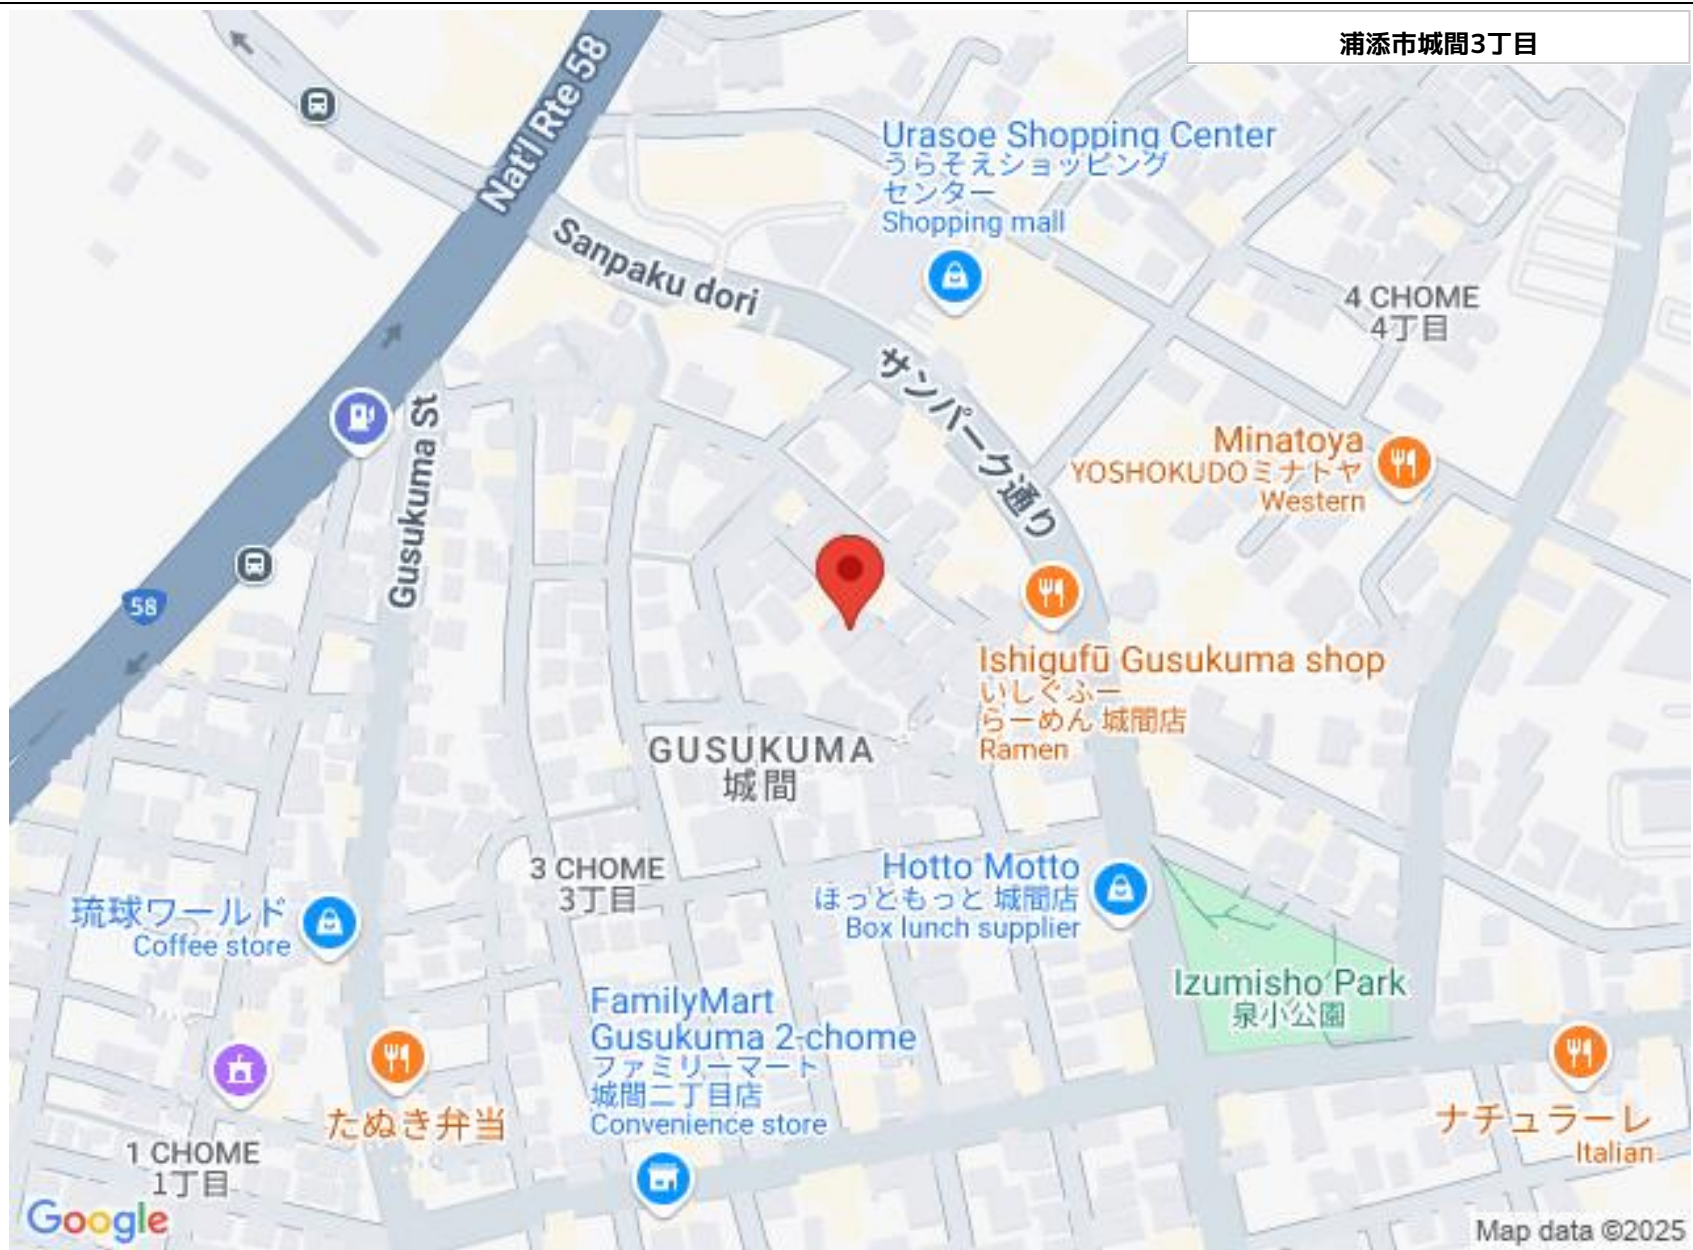 浦添市城間3丁目
Nat'l Rte 58
Urasoe Shopping Center
うらそえショッピング
センター
Shopping mall
Sanpaku dori
4 CHOME
4丁目
サンパーク通り
Gusukuma St
Minatoya
YOSHOKUDOミナトヤ
Western
58
Ishigufū Gusukuma shop
いしぐふー
らーめん 城間店
Ramen
GUSUKUMA
城間
3 CHOME
3丁目
Hotto Motto
ほっともっと 城間店
Box lunch supplier
琉球ワールド
Coffee store
Izumisho Park
泉小公園
FamilyMart
Gusukuma 2-chome
ファミリーマート
城間二丁目店
Convenience store
たぬき弁当
ナチュラーレ
Italian
1 CHOME
1丁目
Google
Map data ©2025